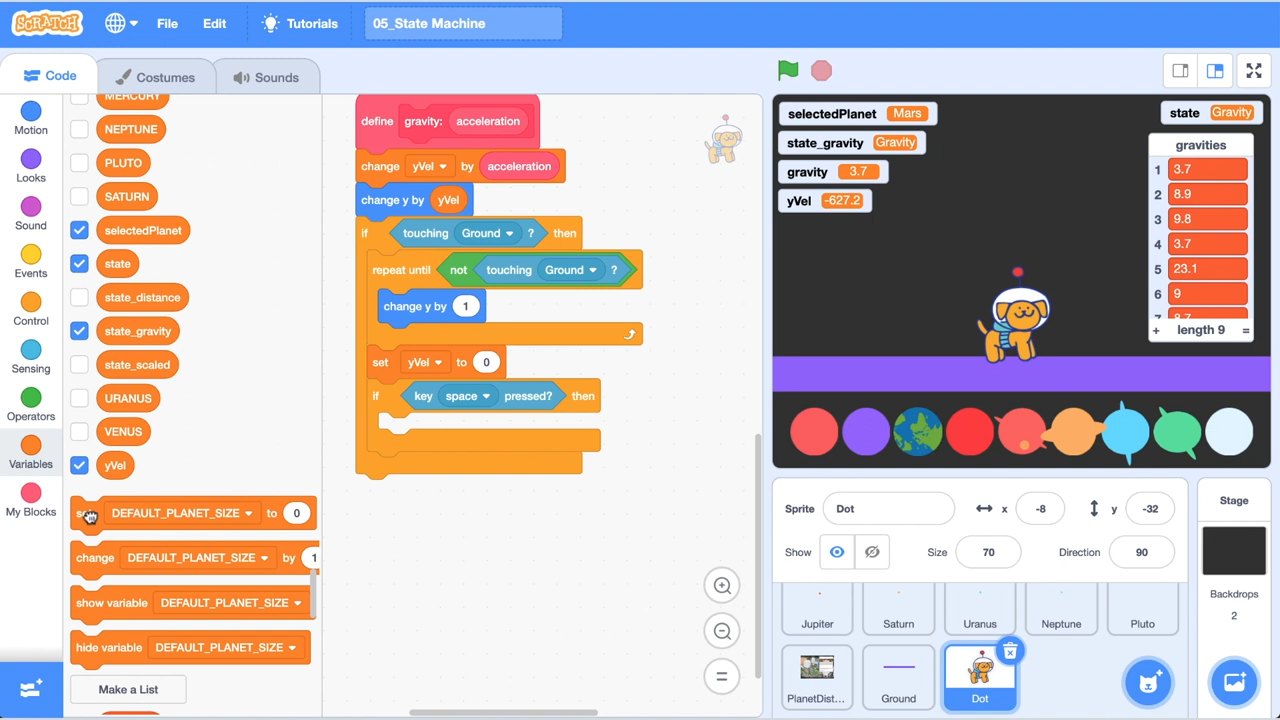 SCRATCH
File
Edit
Tutorials
05_State Machine
Code
Costumes
Sounds
Motion
Looks
Sound
Events
Control
Sensing
Operators
Variables
My Blocks
MERCURY
NEPTUNE
PLUTO
SATURN
selectedPlanet
state
state_distance
state_gravity
state_scaled
URANUS
VENUS
yVel
set DEFAULT_PLANET_SIZE to 0
change DEFAULT_PLANET_SIZE by 1
show variable DEFAULT_PLANET_SIZE
hide variable DEFAULT_PLANET_SIZE
Make a List
define gravity: acceleration
change yVel by acceleration
change y by yVel
if touching Ground ? then
repeat until not touching Ground ?
change y by 1
set yVel to 0
if key space pressed? then
selectedPlanet Mars
state_gravity Gravity
gravity 3.7
yVel -627.2
state Gravity
gravities
1 3.7
2 8.9
3 9.8
4 3.7
5 23.1
6 9
7 8.7
+ length 9 =
Sprite Dot x -8 y -32
Show Size 70 Direction 90
Jupiter
Saturn
Uranus
Neptune
Pluto
PlanetDist...
Ground
Dot
Stage
Backdrops
2